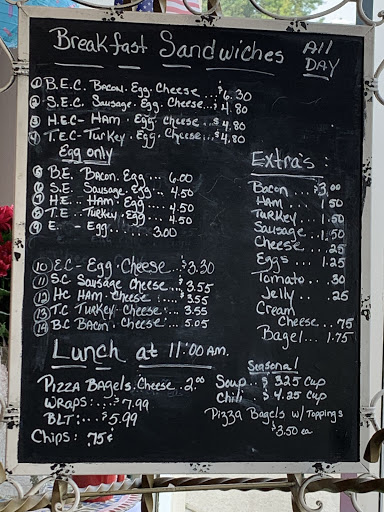 Breakfast Sandwiches All DAY
① B.E.C. Bacon. Egg. Cheese...$6.30
② S.E.C. Sausage. Egg. Cheese...$4.80
③ H.E.C- HAM. Egg. Cheese...$4.80
④ T.E.C- Turkey. Egg. Cheese...$4.80
Egg only
⑤ B.E. Bacon. Egg... 6.00
⑥ S.E. Sausage. Egg... 4.50
⑦ H.E... HAM. Egg... 4.50
⑧ T.E... Turkey. Egg... 4.50
⑨ E. - Egg... 3.00
⑩ E.C- Egg. Cheese...$3.30
⑪ S.C Sausage Cheese...$3.55
⑫ HC HAM. Cheese...$3.55
⑬ T.C Turkey. Cheese... 3.55
⑭ B.C Bacon. Cheese... 5.05
Extra's:
Bacon...$3.00
HAM... 1.50
Turkey... 1.50
Sausage... 1.50
Cheese... .25
Eggs... 1.25
Tomato... .30
Jelly... .25
Cream
Cheese... .75
Bagel... 1.75
Lunch at 11:00 AM.
Pizza Bagels. Cheese. 2.00
WRAPS:...$7.99
BLT:...$5.99
Chips: .75¢
Seasonal
Soup... $ 3.25 Cup
Chili... $ 4.25 Cup
Pizza Bagels w/ Toppings
$3.50 ea